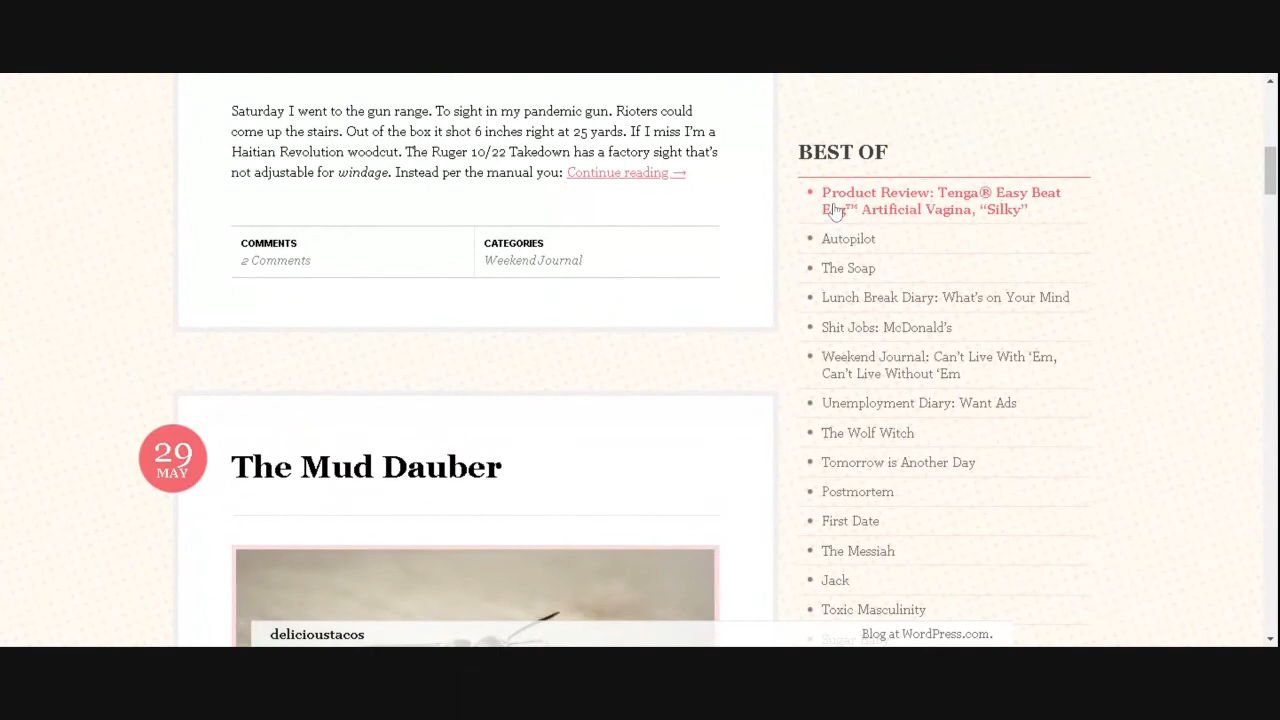 Saturday I went to the gun range. To sight in my pandemic gun. Rioters could
come up the stairs. Out of the box it shot 6 inches right at 25 yards. If I miss I'm a
Haitian Revolution woodcut. The Ruger 10/22 Takedown has a factory sight that's
not adjustable for windage. Instead per the manual you: Continue reading →
COMMENTS
2 Comments
CATEGORIES
Weekend Journal
29
MAY
The Mud Dauber
delicioustacos
BEST OF
Product Review: Tenga® Easy Beat
Egg™ Artificial Vagina, “Silky”
Autopilot
The Soap
Lunch Break Diary: What's on Your Mind
Shit Jobs: McDonald's
Weekend Journal: Can't Live With ‘Em,
Can't Live Without ‘Em
Unemployment Diary: Want Ads
The Wolf Witch
Tomorrow is Another Day
Postmortem
First Date
The Messiah
Jack
Toxic Masculinity
Blog at WordPress.com.